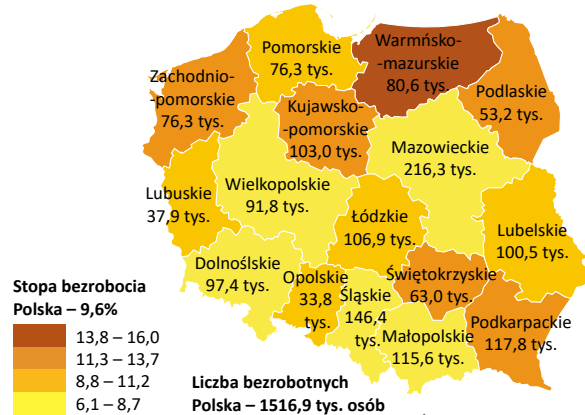 Pomorskie
76,3 tys.
Warmńsko-
-mazurskie
80,6 tys.
Zachodnio-
-pomorskie
76,3 tys.
Kujawsko-
-pomorskie
103,0 tys.
Podlaskie
53,2 tys.
Mazowieckie
216,3 tys.
Wielkopolskie
91,8 tys.
Lubuskie
37,9 tys.
Łódzkie
106,9 tys.
Lubelskie
100,5 tys.
Dolnoślskie
97,4 tys.
Opolskie
33,8
tys.
Śląskie
146,4
tys.
Świętokrzyskie
63,0 tys.
Małopolskie
115,6 tys.
Podkarpackie
117,8 tys.
Stopa bezrobocia
Polska – 9,6%
13,8 – 16,0
11,3 – 13,7
8,8 – 11,2
6,1 – 8,7
Liczba bezrobotnych
Polska – 1516,9 tys. osób